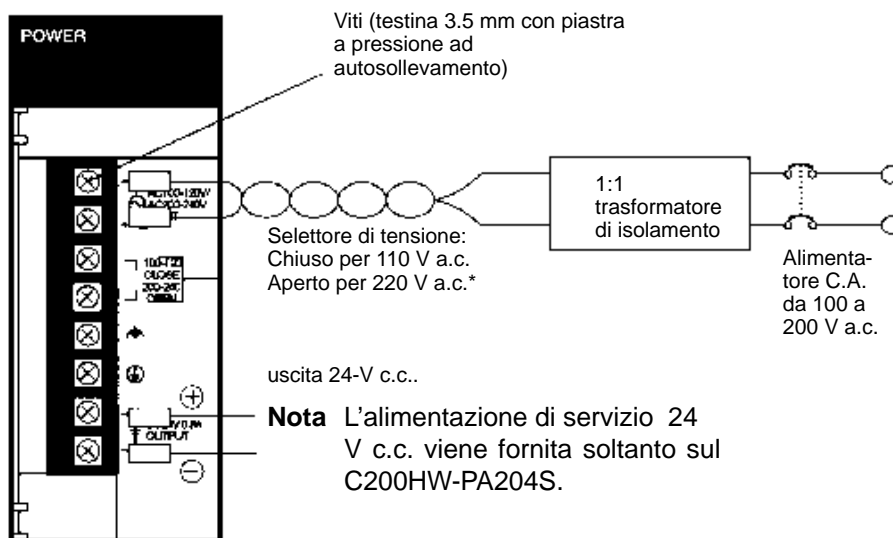 POWER
Viti (testina 3.5 mm con piastra
a pressione ad
autosollevamento)
1:1
trasformatore
di isolamento
Selettore di tensione:
Chiuso per 110 V a.c.
Aperto per 220 V a.c.*
Alimenta-
tore C.A.
da 100 a
200 V a.c.
CLOSE
uscita 24-V c.c..
OUTPUT
Nota L'alimentazione di servizio 24
V c.c. viene fornita soltanto sul
C200HW-PA204S.